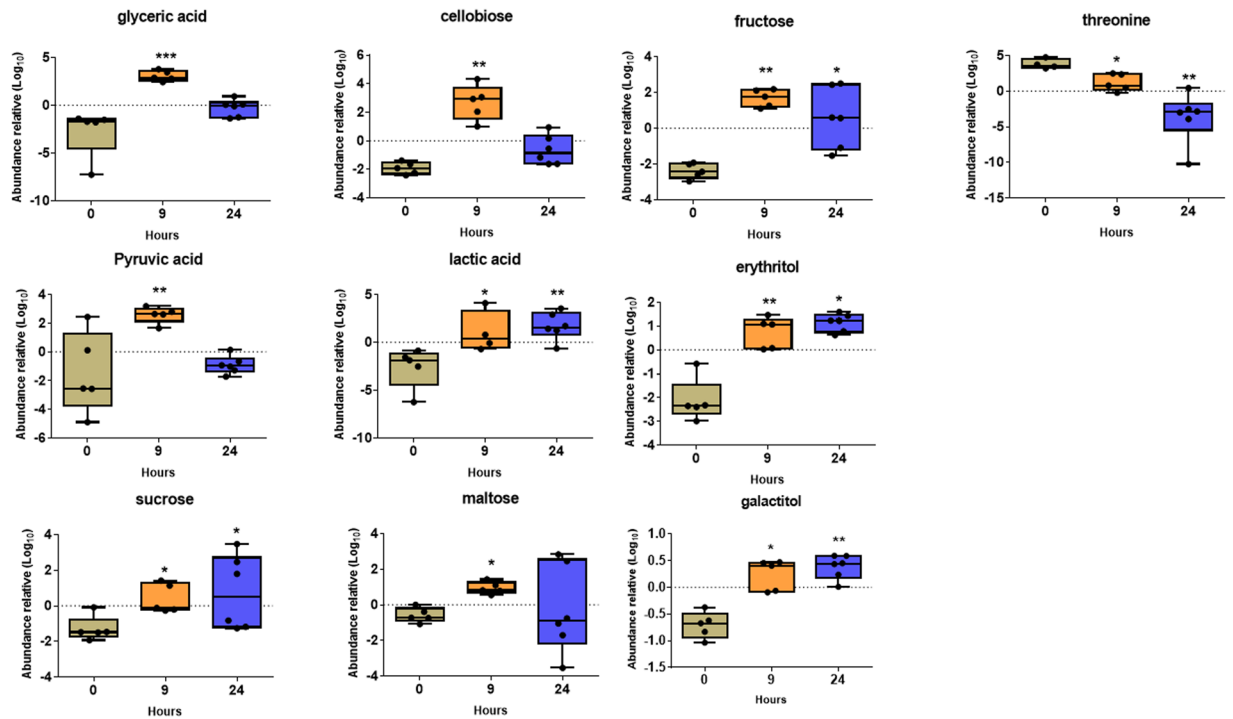 glyceric acid
Abundance relative (Log10)
5
***
0
-5
-10
0 9 24
Hours
cellobiose
Abundance relative (Log10)
6
4
**
2
0
-2
-4
0 9 24
Hours
fructose
Abundance relative (Log10)
4
** *
2
0
-2
-4
0 9 24
Hours
threonine
Abundance relative (Log10)
5
*
**
0
-5
-10
-15
0 9 24
Hours
Pyruvic acid
Abundance relative (Log10)
4
**
2
0
-2
-4
-6
0 9 24
Hours
lactic acid
Abundance relative (Log10)
5
* **
0
-5
-10
0 9 24
Hours
erythritol
Abundance relative (Log10)
2
** *
1
0
-1
-2
-3
-4
0 9 24
Hours
sucrose
Abundance relative (Log10)
4
*
*
2
0
-2
-4
0 9 24
Hours
maltose
Abundance relative (Log10)
4
*
2
0
-2
-4
0 9 24
Hours
galactitol
Abundance relative (Log10)
1.0
* **
0.5
0.0
-0.5
-1.0
-1.5
0 9 24
Hours